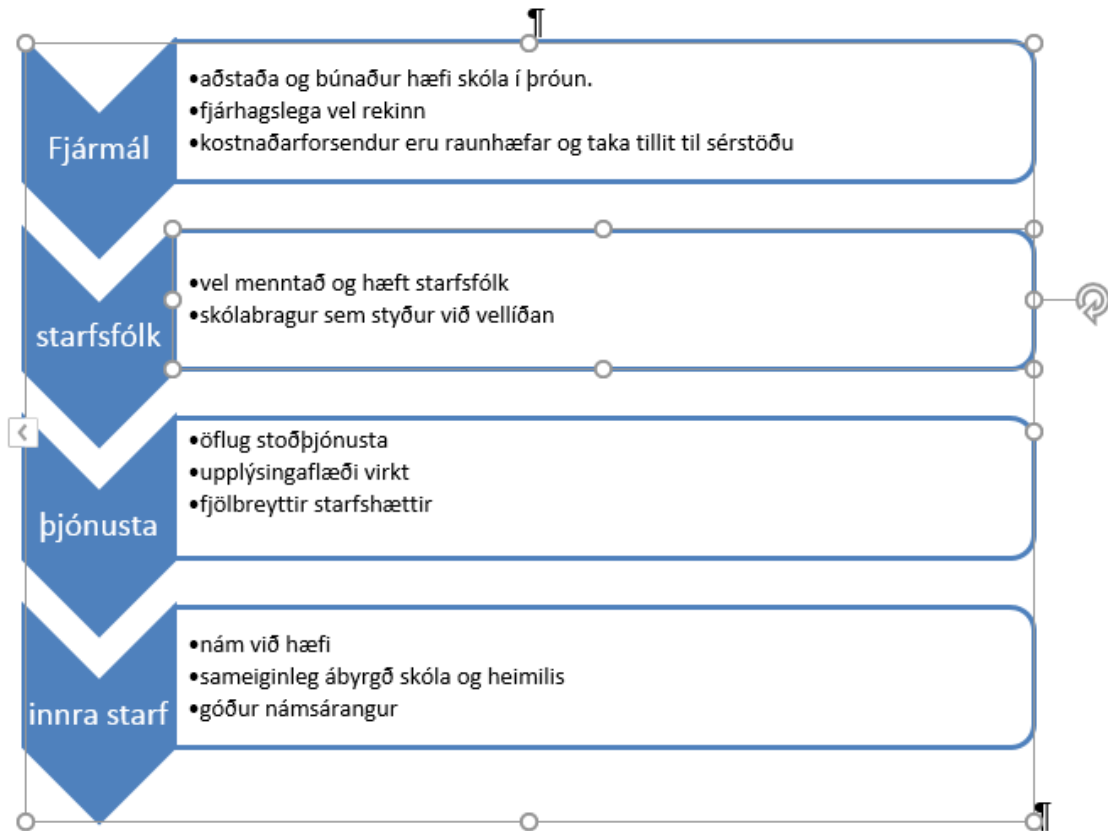 Fjármál
•aðstaða og búnaður hæfi skóla í þróun.
•fjárhagslega vel rekinn
•kostnaðarforsendur eru raunhæfar og taka tillit til sérstöðu
starfsfólk
•vel menntað og hæft starfsfólk
•skólabragur sem styður við vellíðan
þjónusta
•öflug stoðþjónusta
•upplýsingaflæði virkt
•fjölbreyttir starfshættir
innra starf
•nám við hæfi
•sameiginleg ábyrgð skóla og heimilis
•góður námsárangur